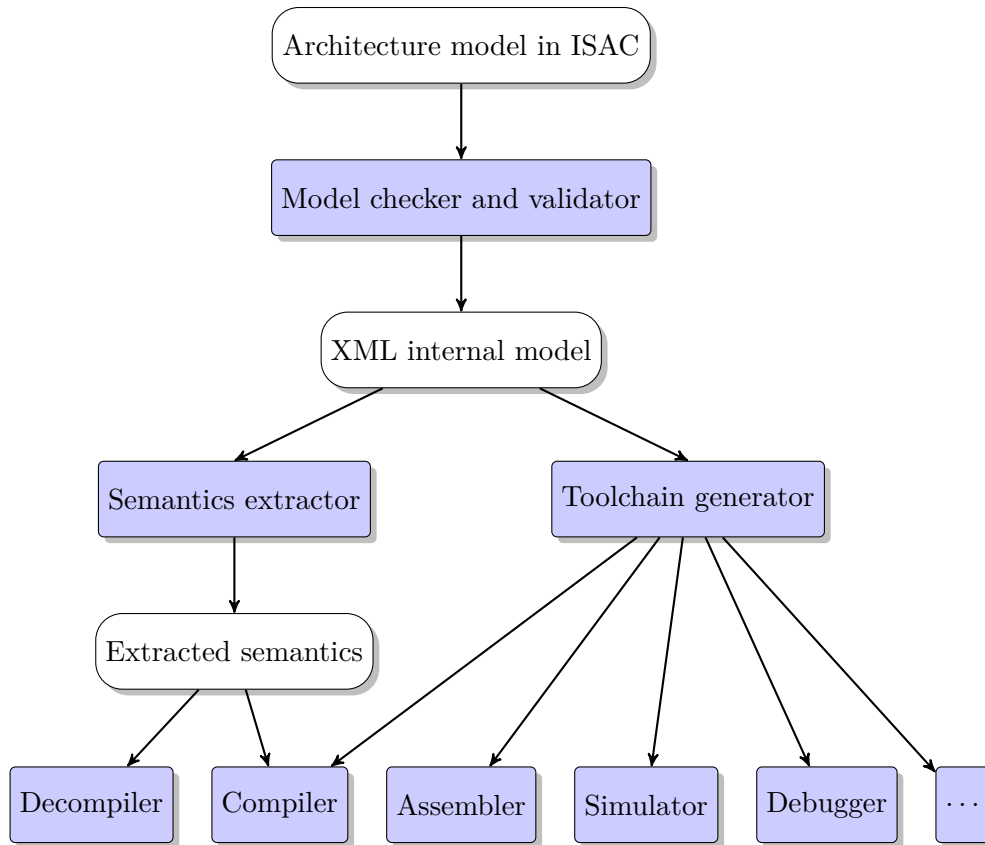 Architecture model in ISAC
Model checker and validator
XML internal model
Semantics extractor
Toolchain generator
Extracted semantics
Decompiler
Compiler
Assembler
Simulator
Debugger
...